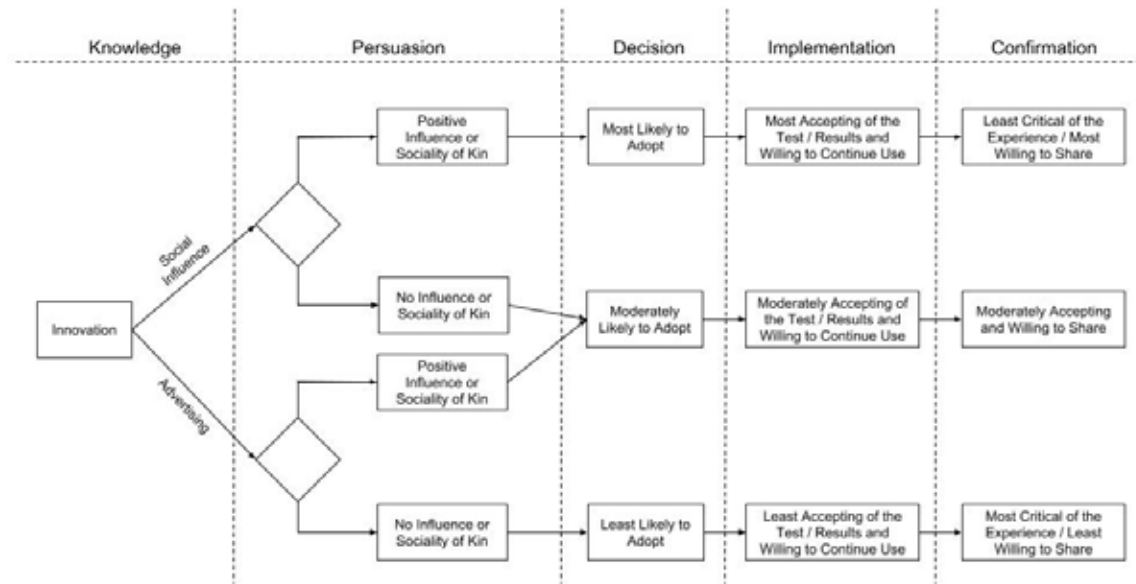 Knowledge
Persuasion
Decision
Implementation
Confirmation
Positive
Influence or
Sociality of Kin
Most Likely to
Adopt
Most Accepting of the
Test / Results and
Willing to Continue Use
Least Critical of the
Experience / Most
Willing to Share
Social
Influence
Innovation
Advertising
No Influence or
Sociality of Kin
Positive
Influence or
Sociality of Kin
Moderately
Likely to Adopt
Moderately Accepting of
the Test / Results and
Willing to Continue Use
Moderately Accepting
and Willing to Share
No Influence or
Sociality of Kin
Least Likely to
Adopt
Least Accepting of the
Test / Results and
Willing to Continue Use
Most Critical of the
Experience / Least
Willing to Share